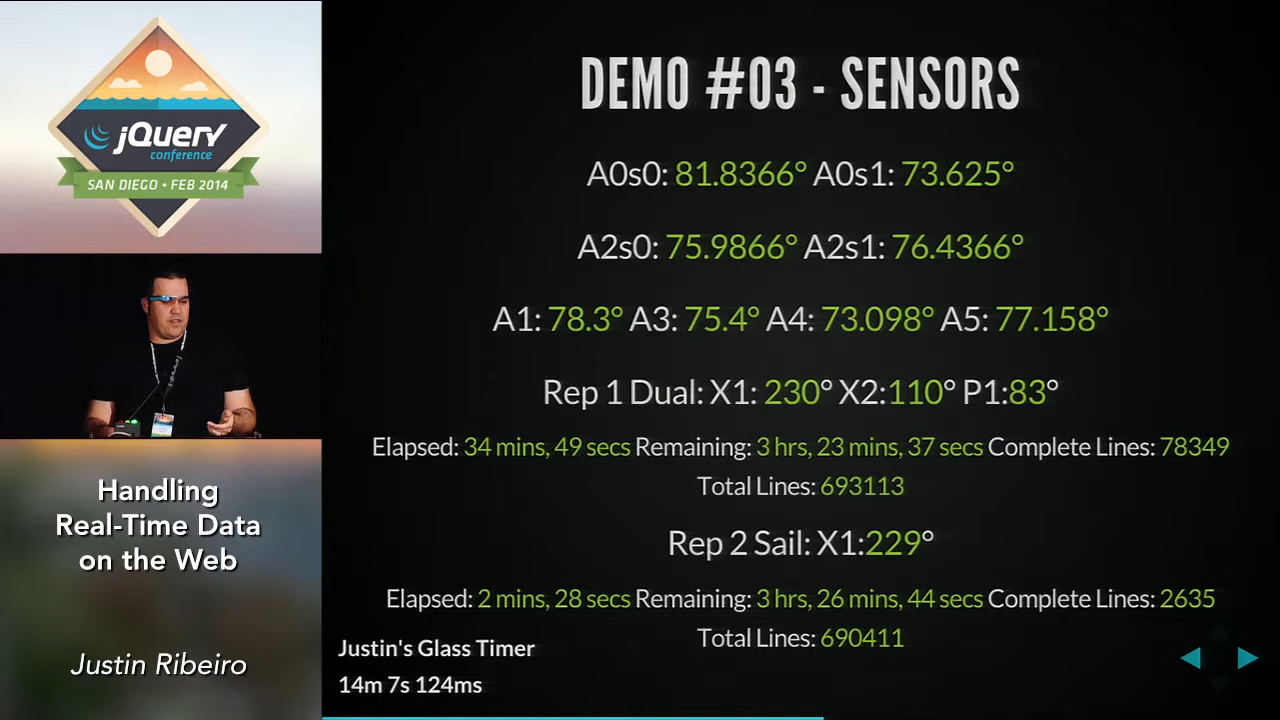 jQuery
conference
SAN DIEGO • FEB 2014
Handling
Real-Time Data
on the Web
Justin Ribeiro
DEMO #03 - SENSORS
A0s0: 81.8366° A0s1: 73.625°
A2s0: 75.9866° A2s1: 76.4366°
A1: 78.3° A3: 75.4° A4: 73.098° A5: 77.158°
Rep 1 Dual: X1: 230° X2:110° P1:83°
Elapsed: 34 mins, 49 secs Remaining: 3 hrs, 23 mins, 37 secs Complete Lines: 78349
Total Lines: 693113
Rep 2 Sail: X1:229°
Elapsed: 2 mins, 28 secs Remaining: 3 hrs, 26 mins, 44 secs Complete Lines: 2635
Total Lines: 690411
Justin's Glass Timer
14m 7s 124ms